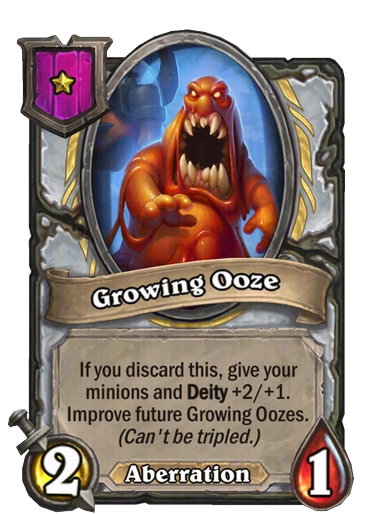 Growing Ooze
If you discard this, give your
minions and Deity +2/+1.
Improve future Growing Oozes.
(Can't be tripled.)
2
Aberration
1